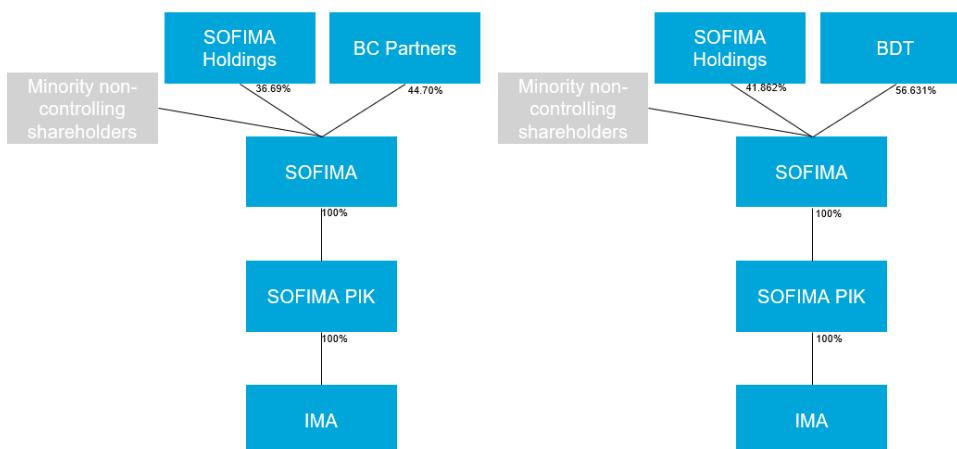 SOFIMA
Holdings
BC Partners
36.69%
44.70%
Minority non-
controlling
shareholders
SOFIMA
100%
SOFIMA PIK
100%
IMA
SOFIMA
Holdings
BDT
41.862%
56.631%
Minority non-
controlling
shareholders
SOFIMA
100%
SOFIMA PIK
100%
IMA